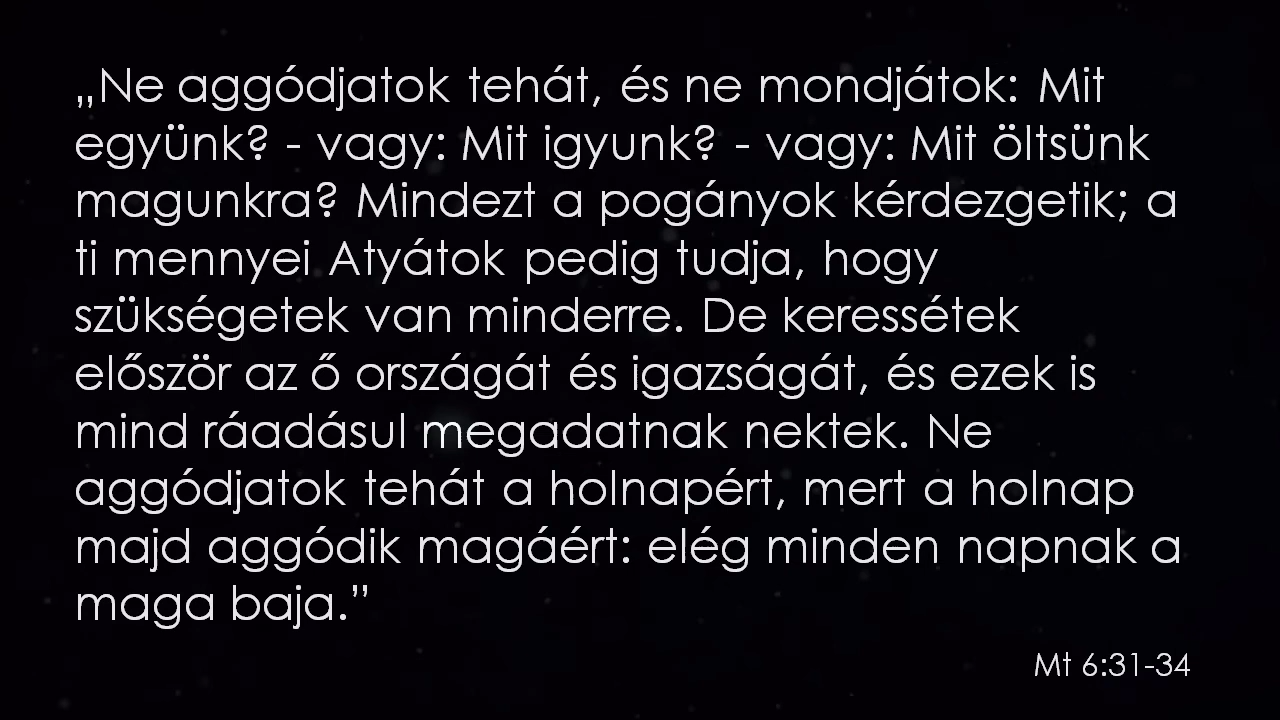 „Ne aggódjatok tehát, és ne mondjátok: Mit
együnk? - vagy: Mit igyunk? - vagy: Mit öltsünk
magunkra? Mindezt a pogányok kérdezgetik; a
ti mennyei Atyátok pedig tudja, hogy
szükségetek van minderre. De keressétek
először az ő országát és igazságát, és ezek is
mind ráadásul megadatnak nektek. Ne
aggódjatok tehát a holnapért, mert a holnap
majd aggódik magáért: elég minden napnak a
maga baja.”
Mt 6:31-34